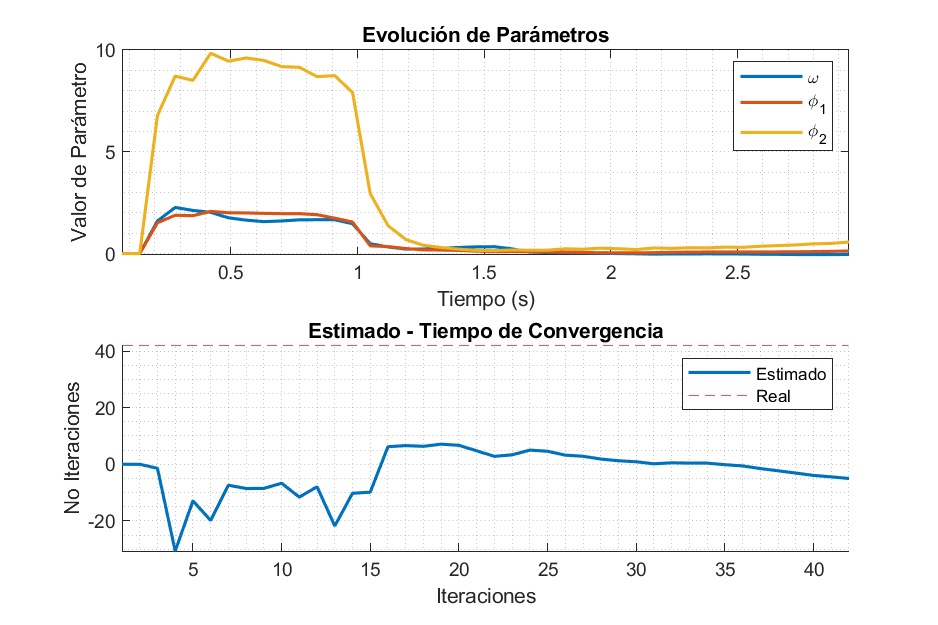 Evolución de Parámetros
Valor de Parámetro
10
5
0
0.5
1
1.5
2
2.5
Tiempo (s)
ω
ϕ1
ϕ2
Estimado - Tiempo de Convergencia
No Iteraciones
40
20
0
-20
5
10
15
20
25
30
35
40
Iteraciones
Estimado
Real